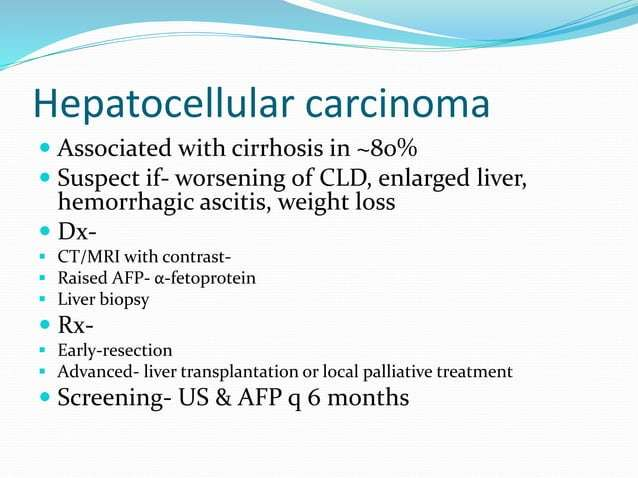 Hepatocellular carcinoma
Associated with cirrhosis in ~80%
Suspect if- worsening of CLD, enlarged liver,
hemorrhagic ascitis, weight loss
Dx-
CT/MRI with contrast-
Raised AFP- α-fetoprotein
Liver biopsy
Rx-
Early-resection
Advanced- liver transplantation or local palliative treatment
Screening- US & AFP q 6 months